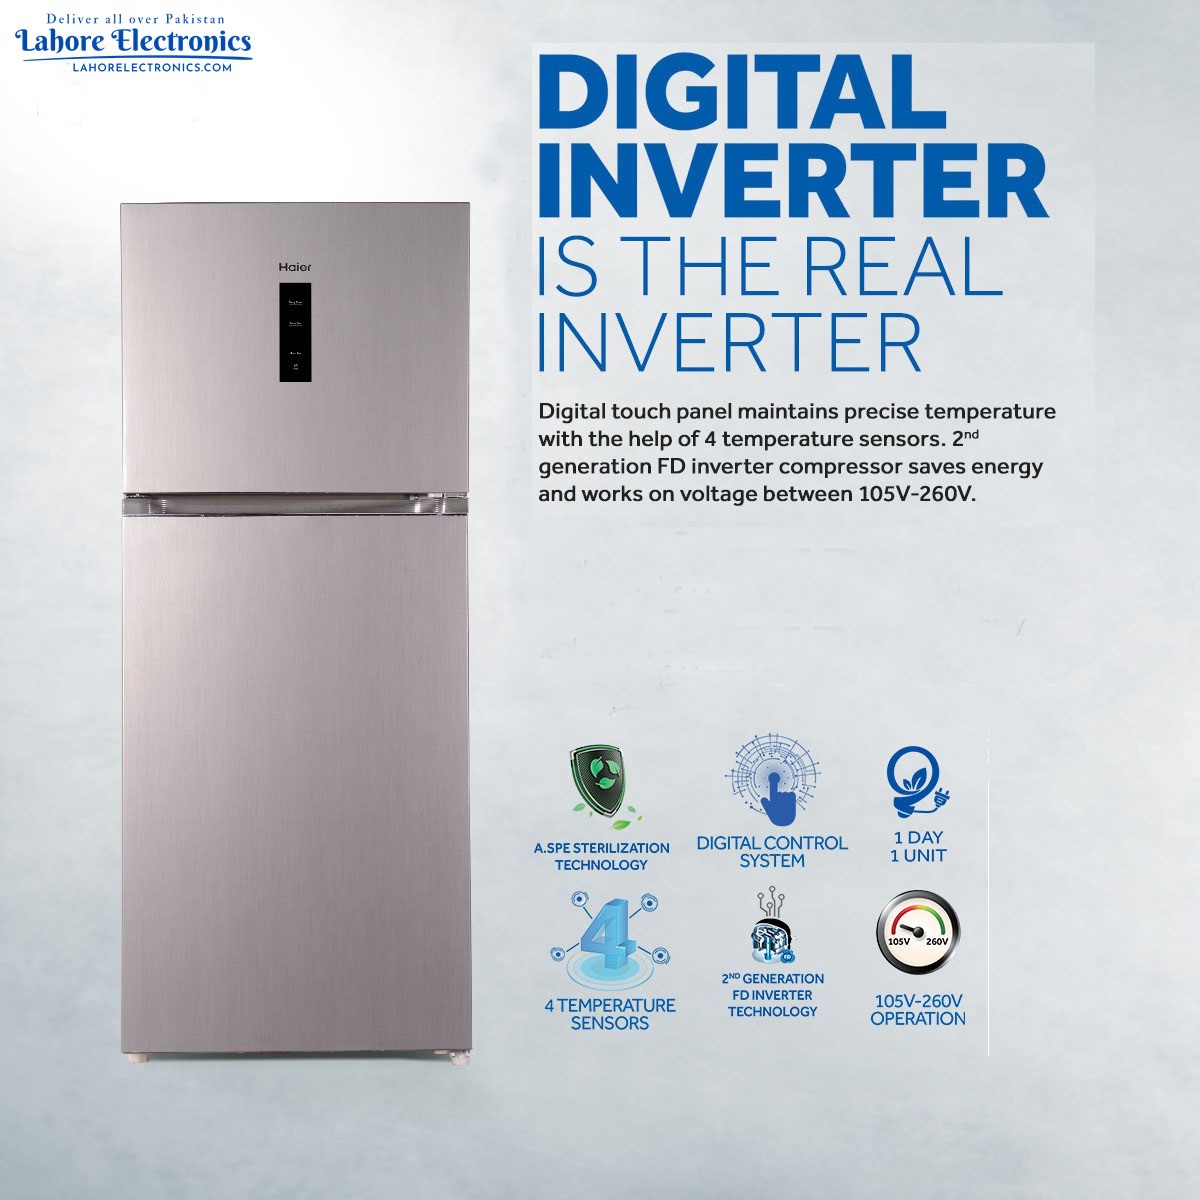 Deliver all over Pakistan
Lahore Electronics
LAHORELECTRONICS.COM
DIGITAL
INVERTER
IS THE REAL
INVERTER
Digital touch panel maintains precise temperature
with the help of 4 temperature sensors. 2nd
generation FD inverter compressor saves energy
and works on voltage between 105V-260V.
Haier
A.SPE STERILIZATION
TECHNOLOGY
DIGITAL CONTROL
SYSTEM
1 DAY
1 UNIT
4
4 TEMPERATURE
SENSORS
FD
2ND GENERATION
FD INVERTER
TECHNOLOGY
105V 260V
105V-260V
OPERATION